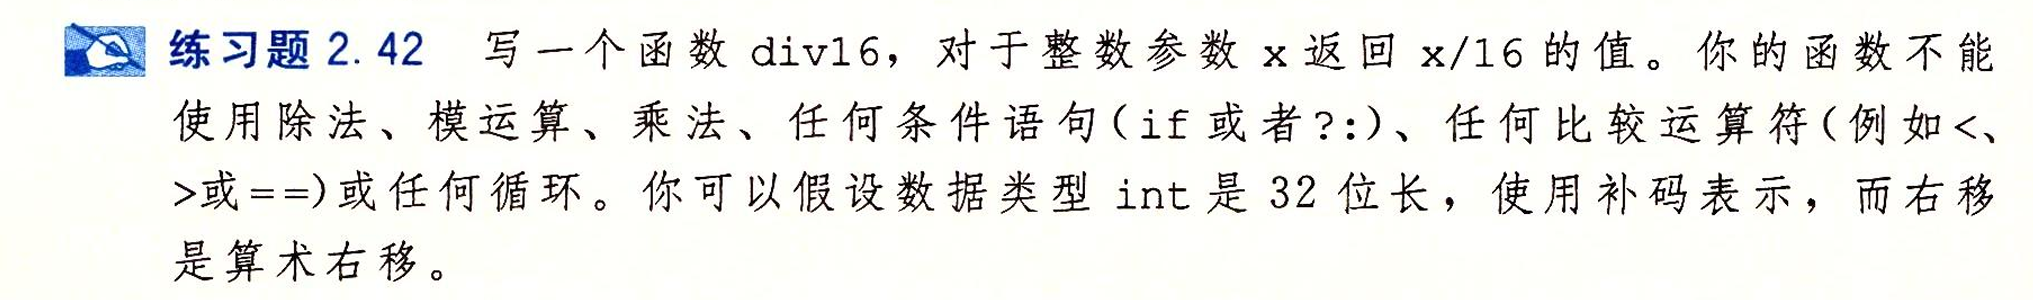 练习题 2.42 写一个函数 div16，对于整数参数 x 返回 x/16 的值。你的函数不能
使用除法、模运算、乘法、任何条件语句(if 或者?:)、任何比较运算符(例如<、
>或==)或任何循环。你可以假设数据类型 int 是 32 位长，使用补码表示，而右移
是算术右移。